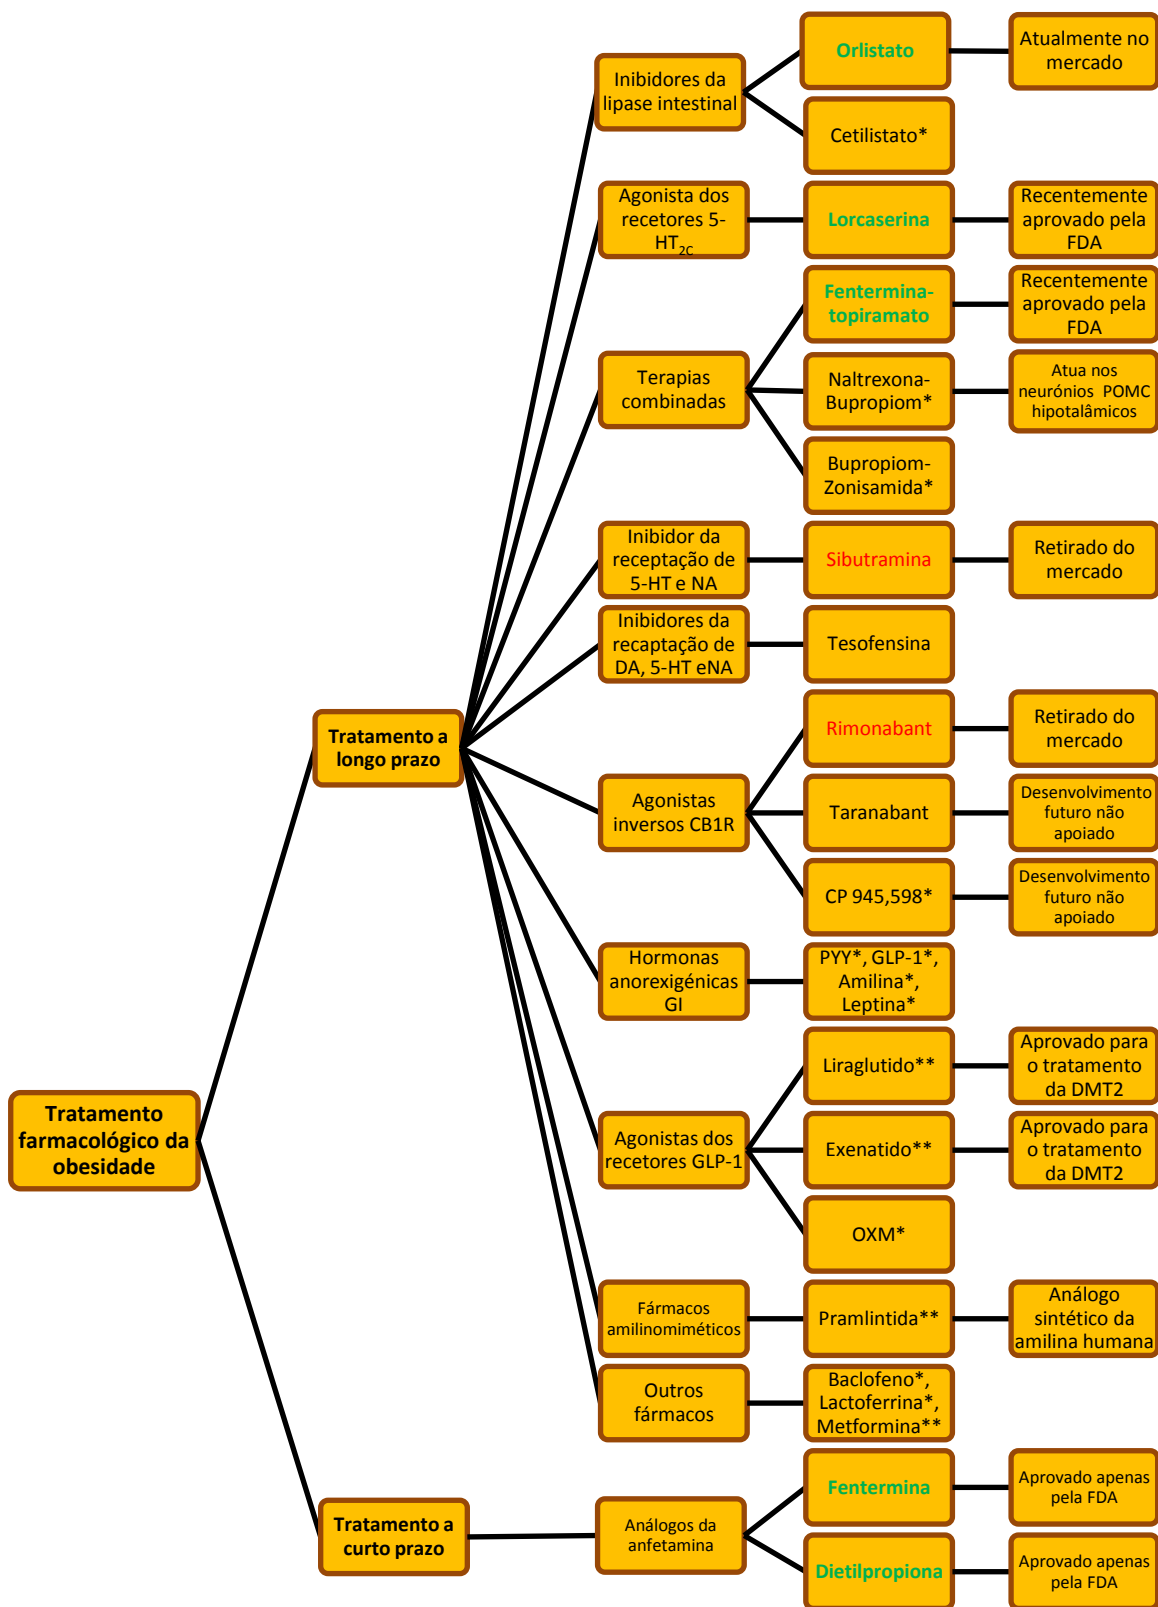 Orlistato
Atualmente no
mercado
Inibidores da
lipase intestinal
Cetilistato*
Agonista dos
recetores 5-
HT2C
Lorcaserina
Recentemente
aprovado pela
FDA
Fentermina-
topiramato
Recentemente
aprovado pela
FDA
Terapias
combinadas
Naltrexona-
Bupropiom*
Atua nos
neurónios POMC
hipotalâmicos
Bupropiom-
Zonisamida*
Inibidor da
receptação de
5-HT e NA
Sibutramina
Retirado do
mercado
Inibidores da
recaptação de
DA, 5-HT eNA
Tesofensina
Tratamento a
longo prazo
Rimonabant
Retirado do
mercado
Agonistas
inversos CB1R
Taranabant
Desenvolvimento
futuro não
apoiado
CP 945,598*
Desenvolvimento
futuro não
apoiado
Hormonas
anorexigénicas
GI
PYY*, GLP-1*,
Amilina*,
Leptina*
Liraglutido**
Aprovado para
o tratamento
da DMT2
Tratamento
farmacológico da
obesidade
Agonistas dos
recetores GLP-1
Exenatido**
Aprovado para
o tratamento
da DMT2
OXM*
Fármacos
amilinomiméticos
Pramlintida**
Análogo
sintético da
amilina humana
Outros
fármacos
Baclofeno*,
Lactoferrina*,
Metformina**
Fentermina
Aprovado apenas
pela FDA
Tratamento a
curto prazo
Análogos da
anfetamina
Dietilpropiona
Aprovado apenas
pela FDA